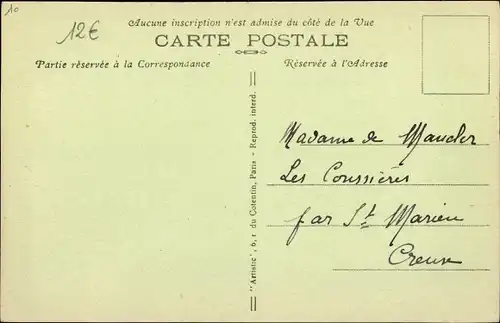 10
12€
Aucune inscription n'est admise du côté de la Vue
CARTE POSTALE
Partie réservée à la Correspondance
Réservée à l'Adresse
"Artistic", 6, r. du Cotentin, Paris - Reprod. interd.
Madame de Maucler
Les Coussières
par St Marien
Creuse